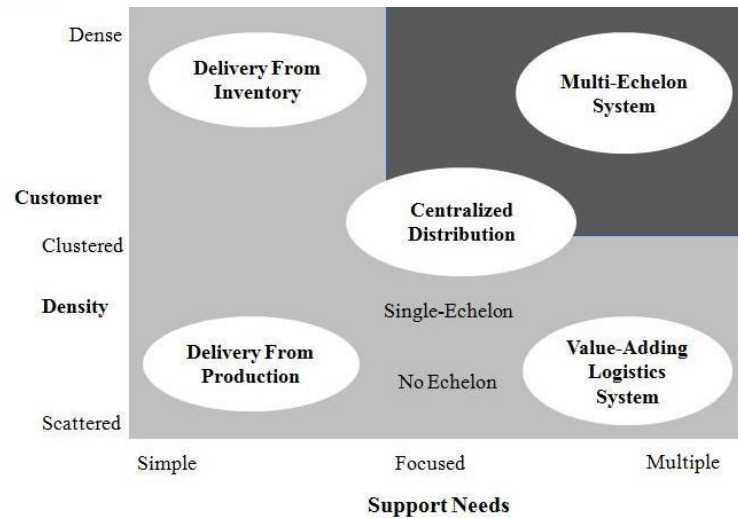 Dense
Delivery From
Inventory
Multi-Echelon
System
Customer
Centralized
Distribution
Clustered
Density
Single-Echelon
Delivery From
Production
No Echelon
Value-Adding
Logistics
System
Scattered
Simple
Focused
Multiple
Support Needs